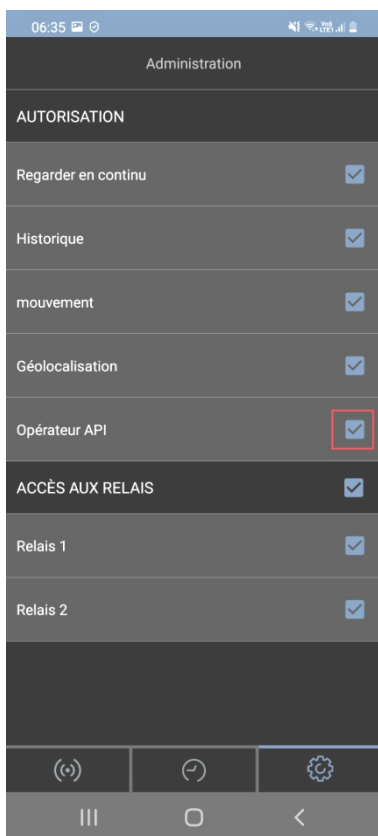 06:35
Administration
AUTORISATION
Regarder en continu
Historique
mouvement
Géolocalisation
Opérateur API
ACCÈS AUX RELAIS
Relais 1
Relais 2